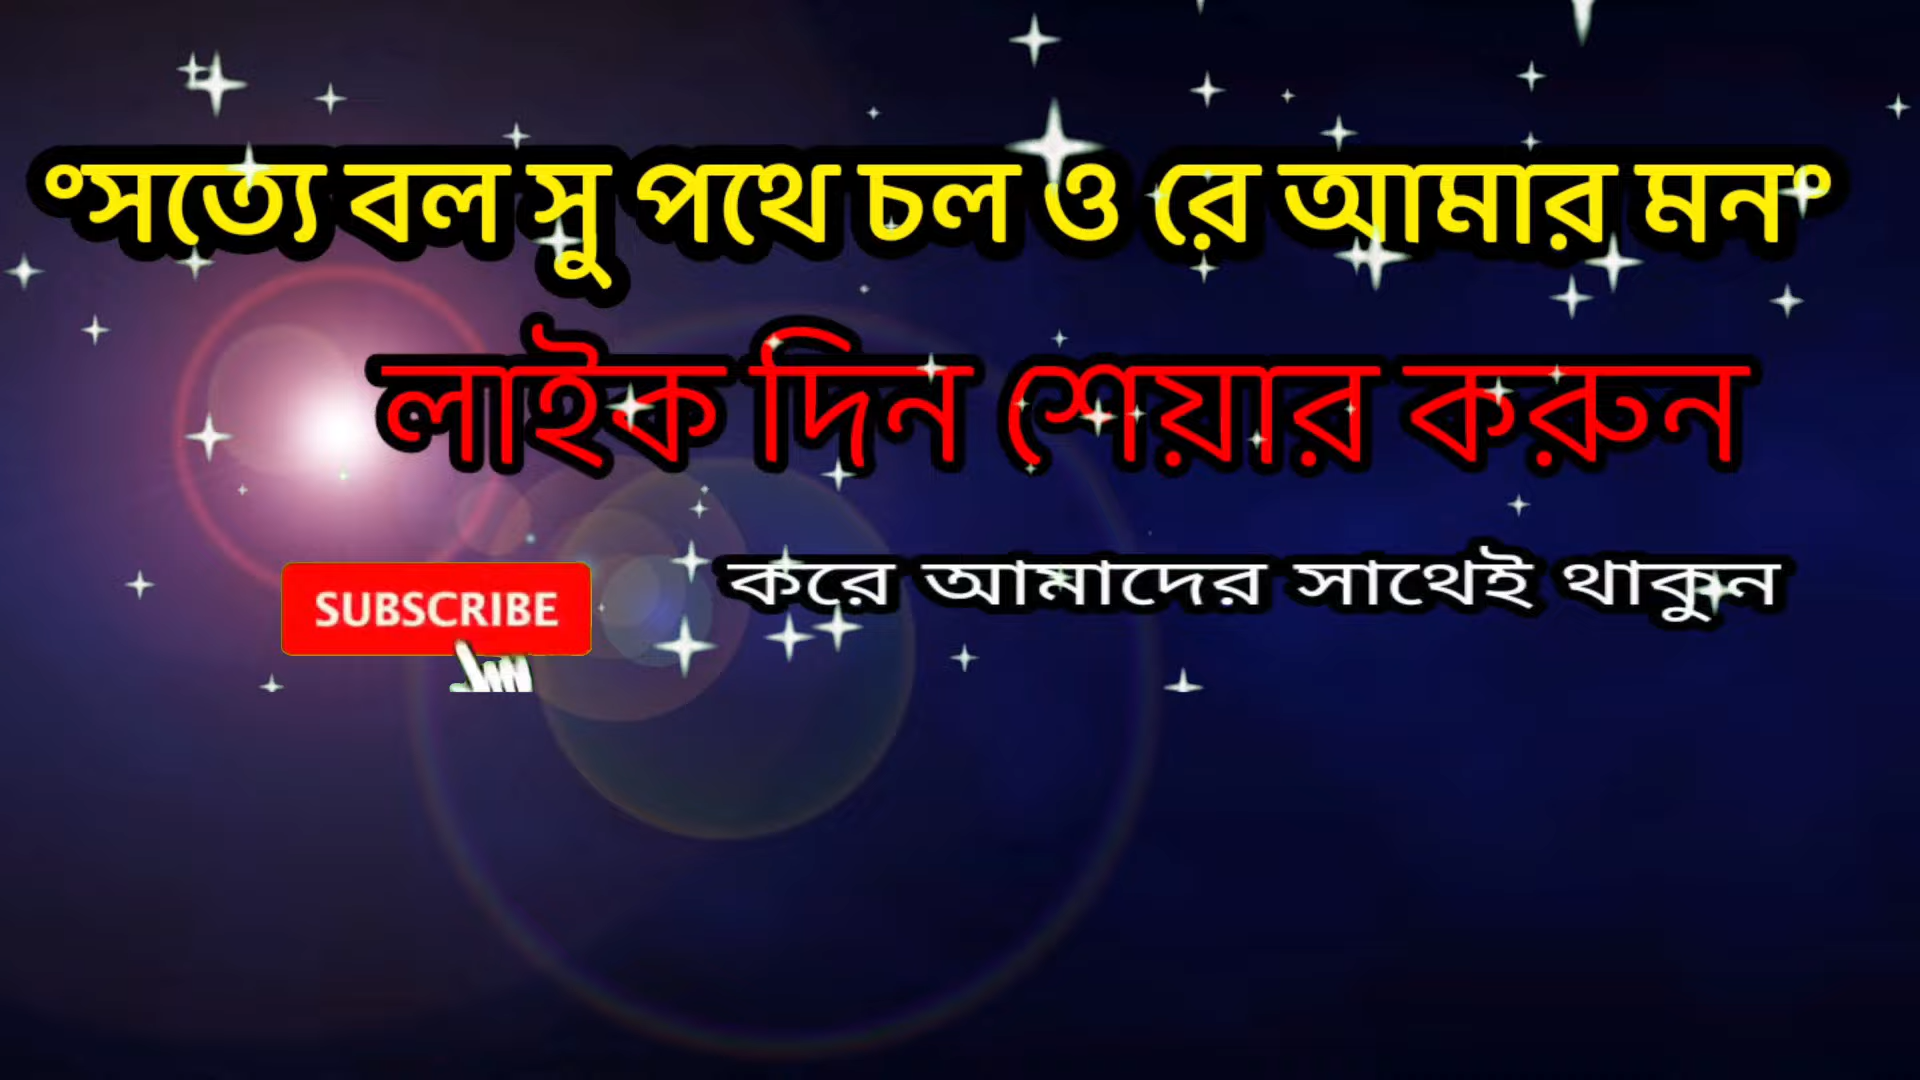 °সত্যে বল সু পথে চল ও রে আমার মন°
লাইক দিন শেয়ার করুন
SUBSCRIBE করে আমাদের সাথেই থাকুন